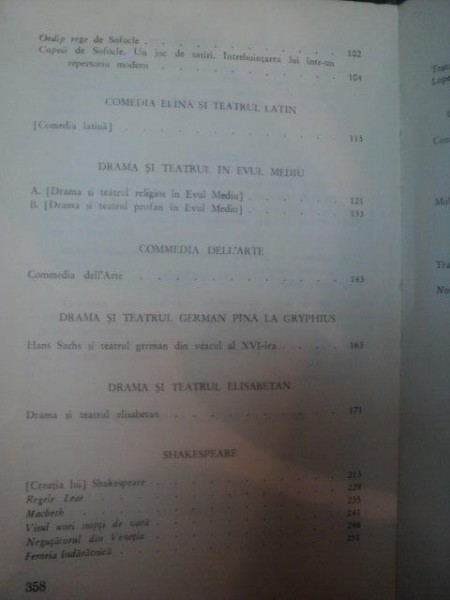 Oedip rege de Sofocle . . . . . . . . 102
Copoii de Sofocle. Un joc de satiri. Întrebuințarea lui într-un
repertoriu modern . . . . . . . . 104
COMEDIA ELINĂ ȘI TEATRUL LATIN
[Comedia latină] . . . . . . . . 115
DRAMA ȘI TEATRUL ÎN EVUL MEDIU
A. [Drama și teatrul religios în Evul Mediu] . . . . . 121
B. [Drama și teatrul profan în Evul Mediu] . . . . . 133
COMMEDIA DELL'ARTE
Commedia dell'Arte . . . . . . . . 143
DRAMA ȘI TEATRUL GERMAN PÎNĂ LA GRYPHIUS
Hans Sachs și teatrul german din veacul al XVI-lea . . . . 165
DRAMA ȘI TEATRUL ELISABETAN
Drama și teatrul elisabetan . . . . . . . . 171
SHAKESPEARE
[Creația lui] Shakespeare . . . . . . . . 213
Regele Lear . . . . . . . . 229
Macbeth . . . . . . . . 235
Visul unei nopți de vară . . . . . . . . 241
Neguțătorul din Veneția . . . . . . . . 246
Femeia îndărătnică . . . . . . . . 251
358